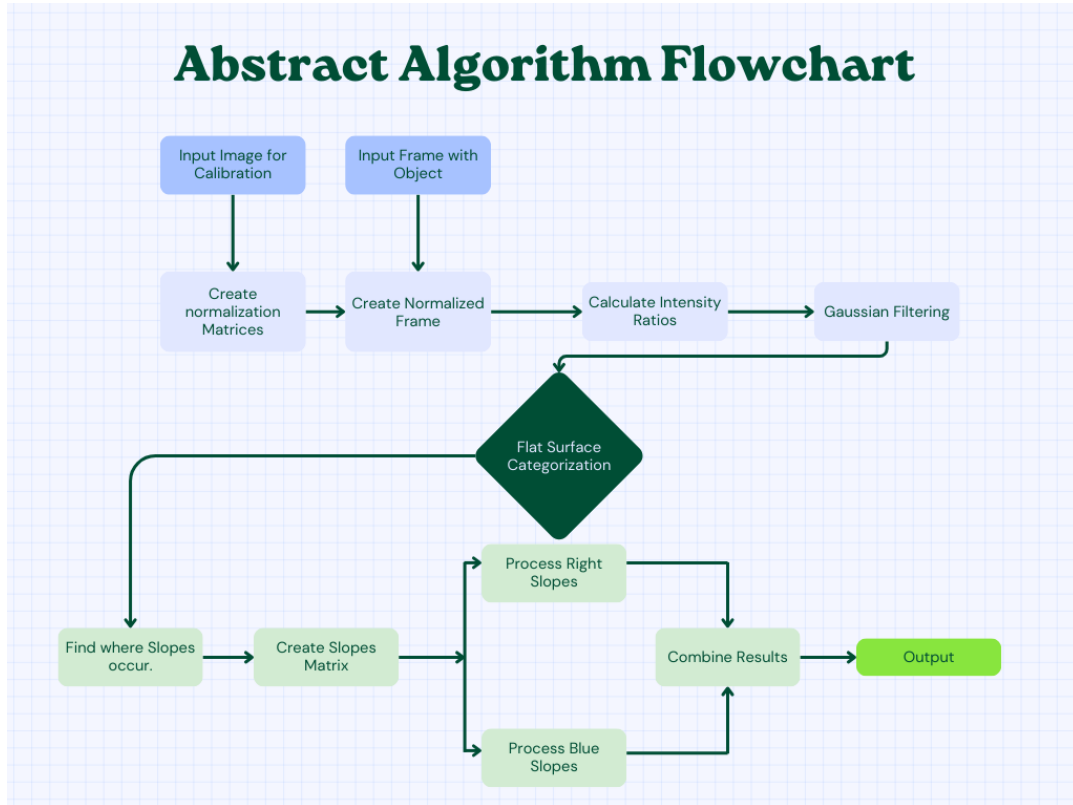 Abstract Algorithm Flowchart
Input Image for
Calibration
Input Frame with
Object
Create
normalization
Matrices
Create Normalized
Frame
Calculate Intensity
Ratios
Gaussian Filtering
Flat Surface
Categorization
Find where Slopes
occur.
Create Slopes
Matrix
Process Right
Slopes
Process Blue
Slopes
Combine Results
Output